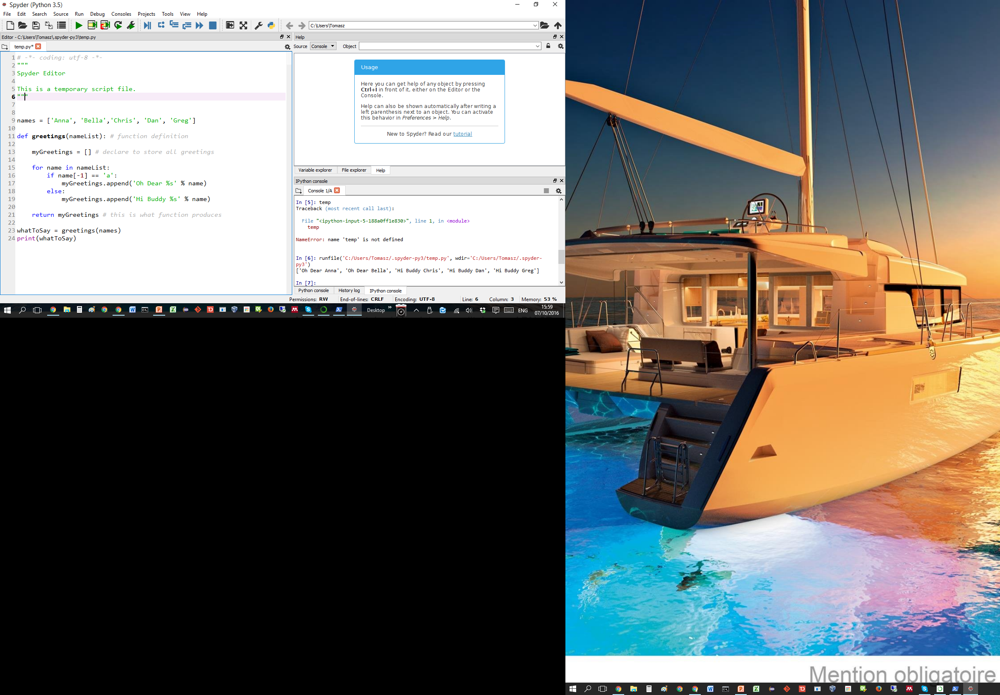 Spyder (Python 3.5)
File Edit Search Source Run Debug Consoles Projects Tools View Help
C:\Users\Tomasz
Editor - C:\Users\Tomasz\.spyder-py3\temp.py
temp.py*
1 # -*- coding: utf-8 -*-
2 """
3 Spyder Editor
4
5 This is a temporary script file.
6 """
7
8
9 names = ['Anna', 'Bella','Chris', 'Dan', 'Greg']
10
11 def greetings(nameList): # function definition
12
13     myGreetings = [] # declare to store all greetings
14
15     for name in nameList:
16         if name[-1] == 'a':
17             myGreetings.append('Oh Dear %s' % name)
18         else:
19             myGreetings.append('Hi Buddy %s' % name)
20
21     return myGreetings # this is what function produces
22
23 whatToSay = greetings(names)
24 print(whatToSay)
Help
Source Console Object
Usage
Here you can get help of any object by pressing
Ctrl+I in front of it, either on the Editor or the
Console.
Help can also be shown automatically after writing a
left parenthesis next to an object. You can activate
this behavior in Preferences > Help.
New to Spyder? Read our tutorial
Variable explorer File explorer Help
IPython console
Console 1/A
In [5]: temp
Traceback (most recent call last):
  File "<ipython-input-5-188a0ff1e830>", line 1, in <module>
    temp
NameError: name 'temp' is not defined
In [6]: runfile('C:/Users/Tomasz/.spyder-py3/temp.py', wdir='C:/Users/Tomasz/.spyder-
py3')
['Oh Dear Anna', 'Oh Dear Bella', 'Hi Buddy Chris', 'Hi Buddy Dan', 'Hi Buddy Greg']
In [7]:
Python console History log IPython console
Permissions: RW End-of-lines: CRLF Encoding: UTF-8 Line: 6 Column: 3 Memory: 53 %
Desktop » ENG 15:59
07/10/2016
Mention obligatoire